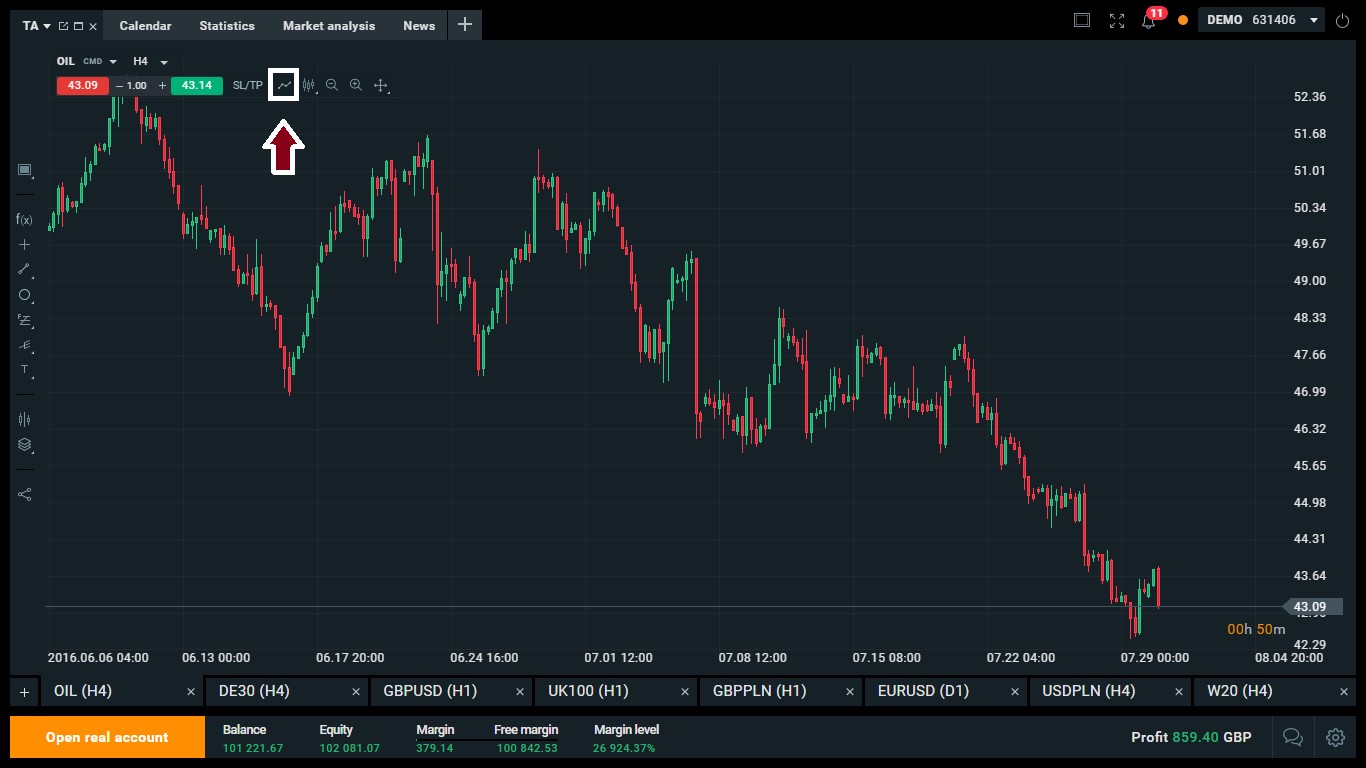 TA Calendar Statistics Market analysis News + 11 DEMO 631406
OIL CMD H4
43.09 – 1.00 + 43.14 SL/TP
52.36
51.68
51.01
50.34
49.67
49.00
48.33
47.66
46.99
46.32
45.65
44.98
44.31
43.64
43.09
42.29
f(x)
T
00h 50m
2016.06.06 04:00 06.13 00:00 06.17 20:00 06.24 16:00 07.01 12:00 07.08 12:00 07.15 08:00 07.22 04:00 07.29 00:00 08.04 20:00
+ OIL (H4) × DE30 (H4) × GBPUSD (H1) × UK100 (H1) × GBPPLN (H1) × EURUSD (D1) × USDPLN (H4) × W20 (H4) ×
Open real account
Balance Equity Margin Free margin Margin level
101 221.67 102 081.07 379.14 100 842.53 26 924.37%
Profit 859.40 GBP